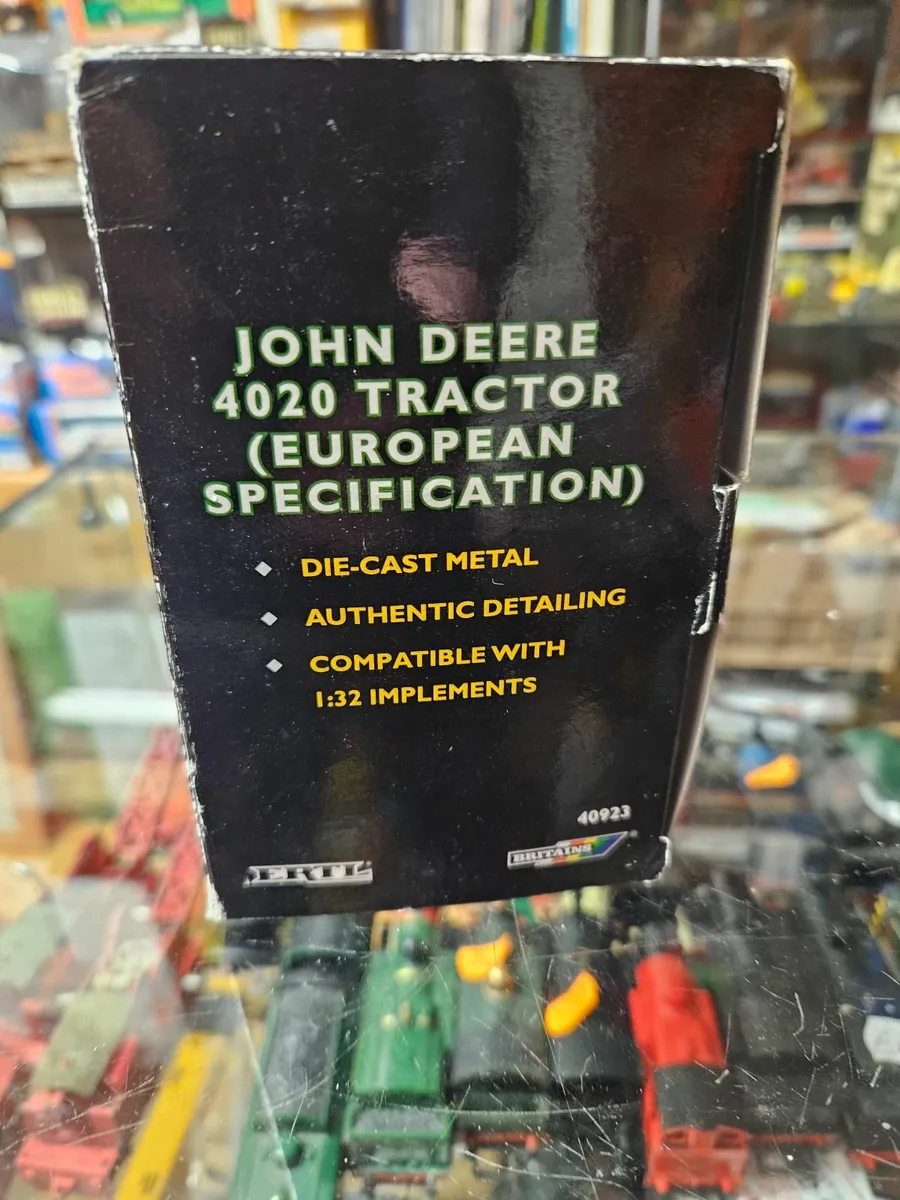 JOHN DEERE
4020 TRACTOR
(EUROPEAN
SPECIFICATION)
DIE-CAST METAL
AUTHENTIC DETAILING
COMPATIBLE WITH
1:32 IMPLEMENTS
40923
ERTL
BRITAINS®